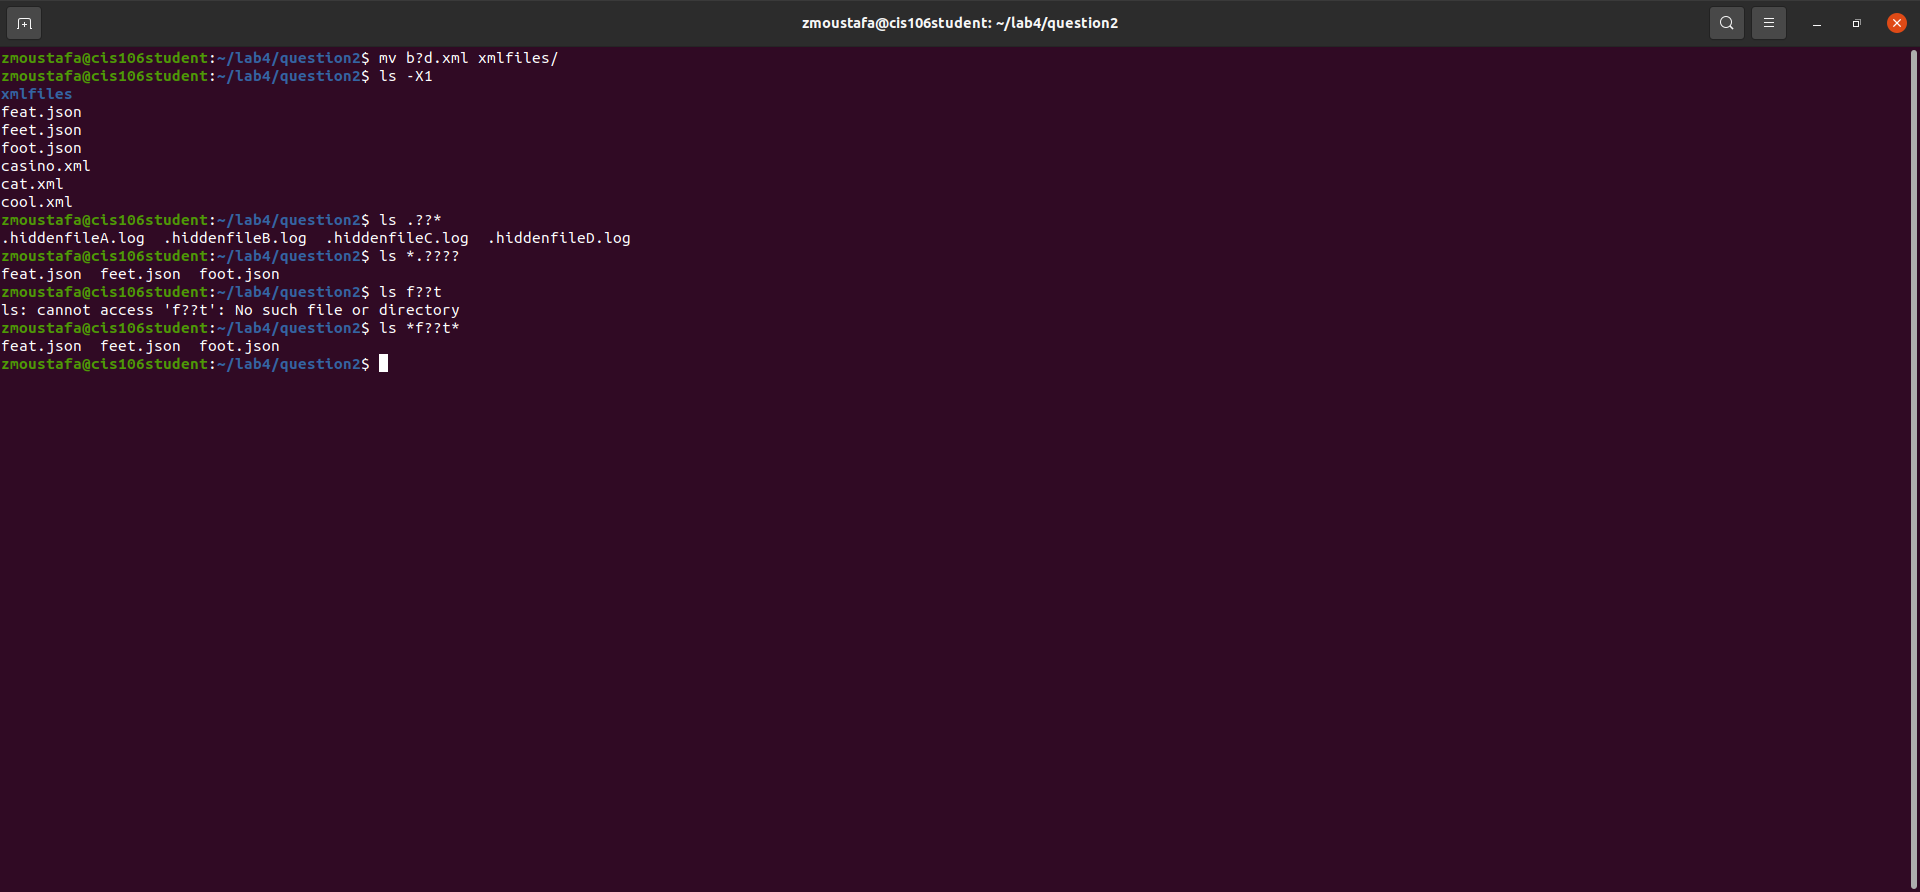 zmoustafa@cis106student: ~/lab4/question2
zmoustafa@cis106student:~/lab4/question2$ mv b?d.xml xmlfiles/
zmoustafa@cis106student:~/lab4/question2$ ls -X1
xmlfiles
feat.json
feet.json
foot.json
casino.xml
cat.xml
cool.xml
zmoustafa@cis106student:~/lab4/question2$ ls .??*
.hiddenfileA.log  .hiddenfileB.log  .hiddenfileC.log  .hiddenfileD.log
zmoustafa@cis106student:~/lab4/question2$ ls *.????
feat.json  feet.json  foot.json
zmoustafa@cis106student:~/lab4/question2$ ls f??t
ls: cannot access 'f??t': No such file or directory
zmoustafa@cis106student:~/lab4/question2$ ls *f??t*
feat.json  feet.json  foot.json
zmoustafa@cis106student:~/lab4/question2$